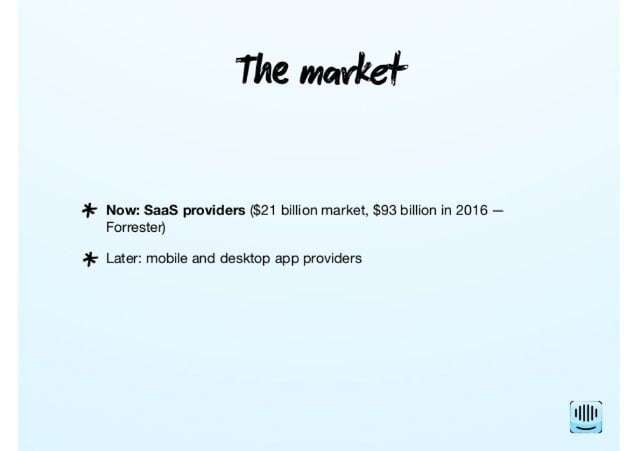 The market
* Now: SaaS providers ($21 billion market, $93 billion in 2016 —
Forrester)
* Later: mobile and desktop app providers